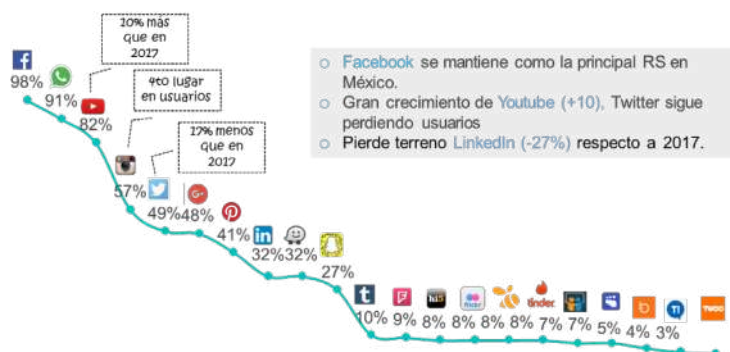 10% más
que en
2017
4to lugar
en usuarios
17% menos
que en
2017
Facebook se mantiene como la principal RS en
México.
Gran crecimiento de Youtube (+10), Twitter sigue
perdiendo usuarios
Pierde terreno LinkedIn (-27%) respecto a 2017.
98%
91%
82%
57%
49%
48%
41%
32%
32%
27%
10%
9%
8%
8%
8%
8%
7%
7%
5%
4%
3%
hi5
flickr
tinder
TWOO